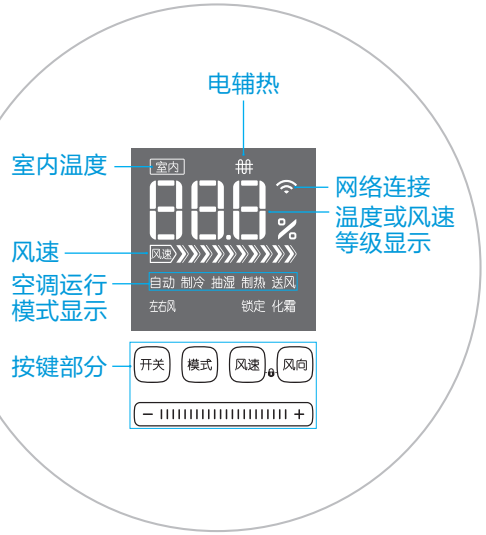 电辅热
室内温度
室内
网络连接
88.8
%
温度或风速
等级显示
风速
风速
空调运行
模式显示
自动 制冷 抽湿 制热 送风
左右风 锁定 化霜
按键部分
开关 模式 风速 风向
− +